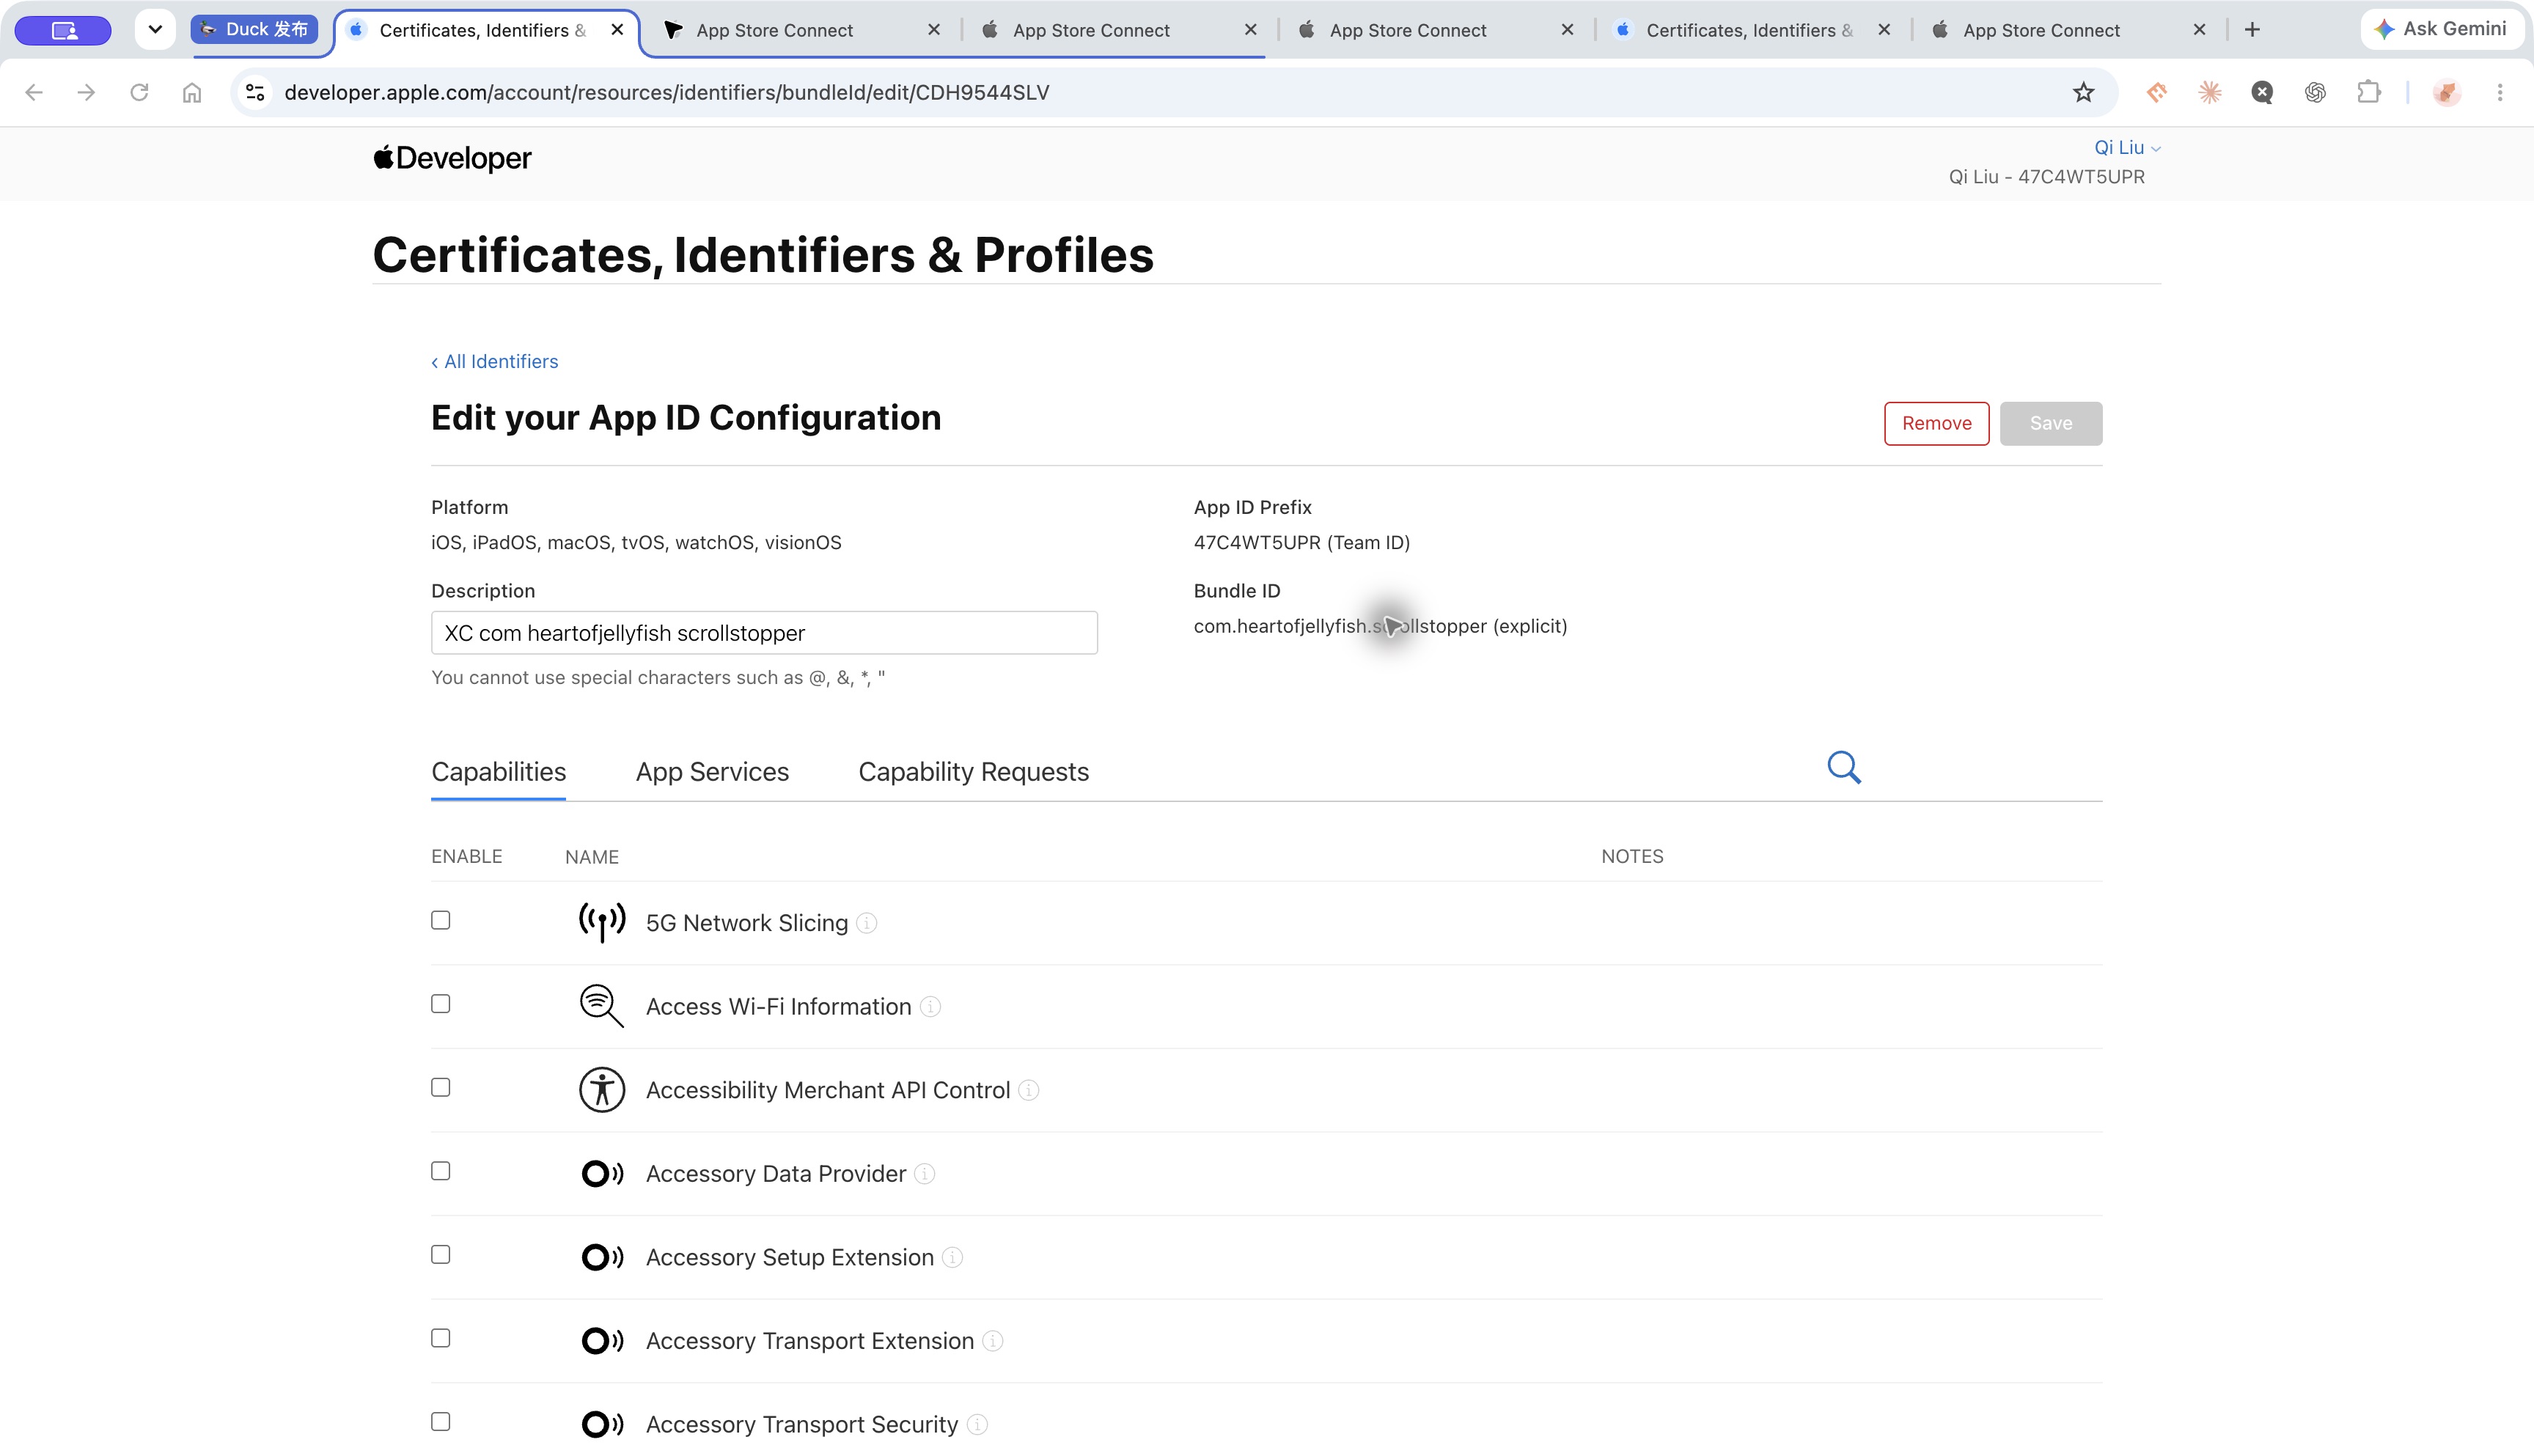 Duck 发布
Certificates, Identifiers &
App Store Connect
App Store Connect
App Store Connect
Certificates, Identifiers &
App Store Connect
Ask Gemini
developer.apple.com/account/resources/identifiers/bundleId/edit/CDH9544SLV
Developer
Qi Liu
Qi Liu - 47C4WT5UPR
Certificates, Identifiers & Profiles
‹ All Identifiers
Edit your App ID Configuration
Remove
Save
Platform
iOS, iPadOS, macOS, tvOS, watchOS, visionOS
App ID Prefix
47C4WT5UPR (Team ID)
Description
XC com heartofjellyfish scrollstopper
You cannot use special characters such as @, &, *, "
Bundle ID
com.heartofjellyfish.scrollstopper (explicit)
Capabilities
App Services
Capability Requests
ENABLE
NAME
NOTES
5G Network Slicing
Access Wi-Fi Information
Accessibility Merchant API Control
Accessory Data Provider
Accessory Setup Extension
Accessory Transport Extension
Accessory Transport Security